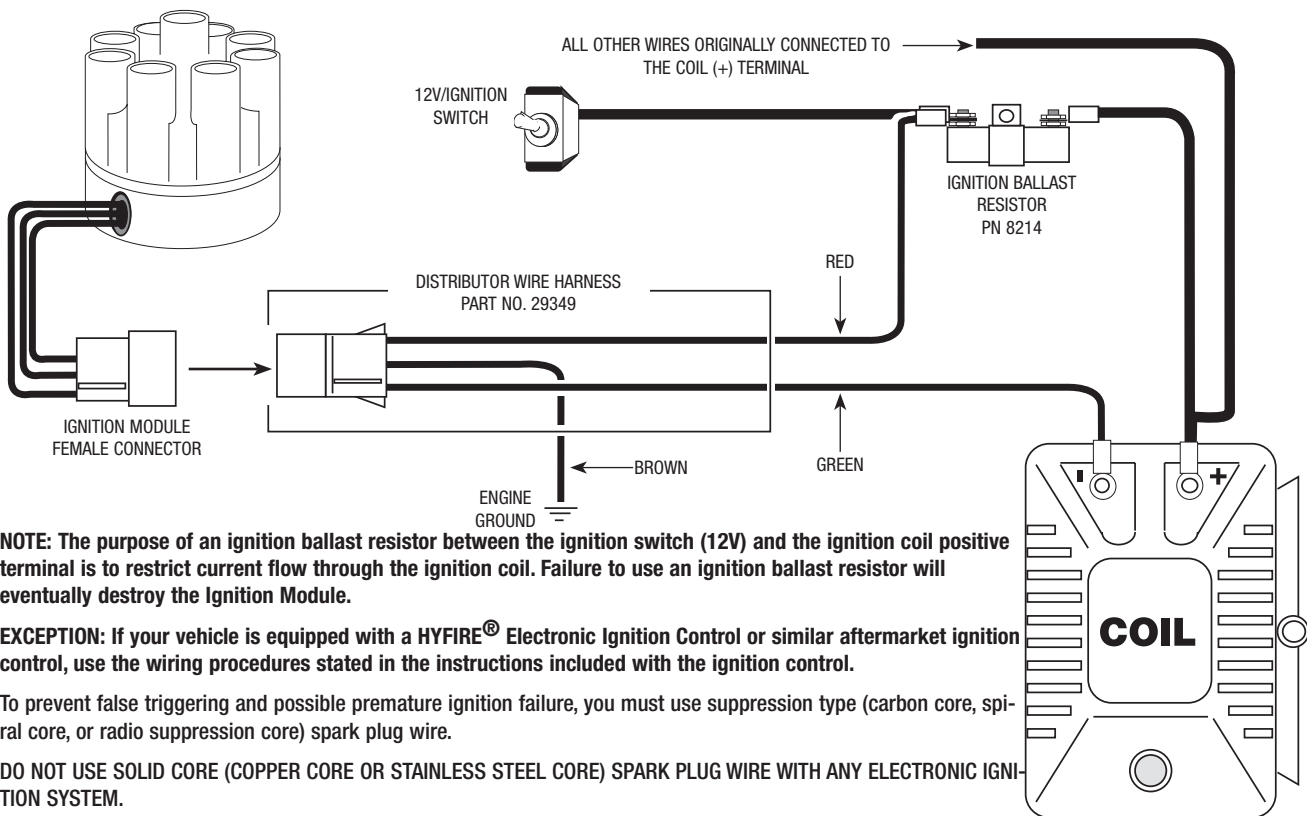 ALL OTHER WIRES ORIGINALLY CONNECTED TO
THE COIL (+) TERMINAL
12V/IGNITION
SWITCH
IGNITION BALLAST
RESISTOR
PN 8214
RED
DISTRIBUTOR WIRE HARNESS
PART NO. 29349
IGNITION MODULE
FEMALE CONNECTOR
BROWN
GREEN
ENGINE
GROUND
- +
COIL
NOTE: The purpose of an ignition ballast resistor between the ignition switch (12V) and the ignition coil positive
terminal is to restrict current flow through the ignition coil. Failure to use an ignition ballast resistor will
eventually destroy the Ignition Module.
EXCEPTION: If your vehicle is equipped with a HYFIRE® Electronic Ignition Control or similar aftermarket ignition
control, use the wiring procedures stated in the instructions included with the ignition control.
To prevent false triggering and possible premature ignition failure, you must use suppression type (carbon core, spi-
ral core, or radio suppression core) spark plug wire.
DO NOT USE SOLID CORE (COPPER CORE OR STAINLESS STEEL CORE) SPARK PLUG WIRE WITH ANY ELECTRONIC IGNI-
TION SYSTEM.